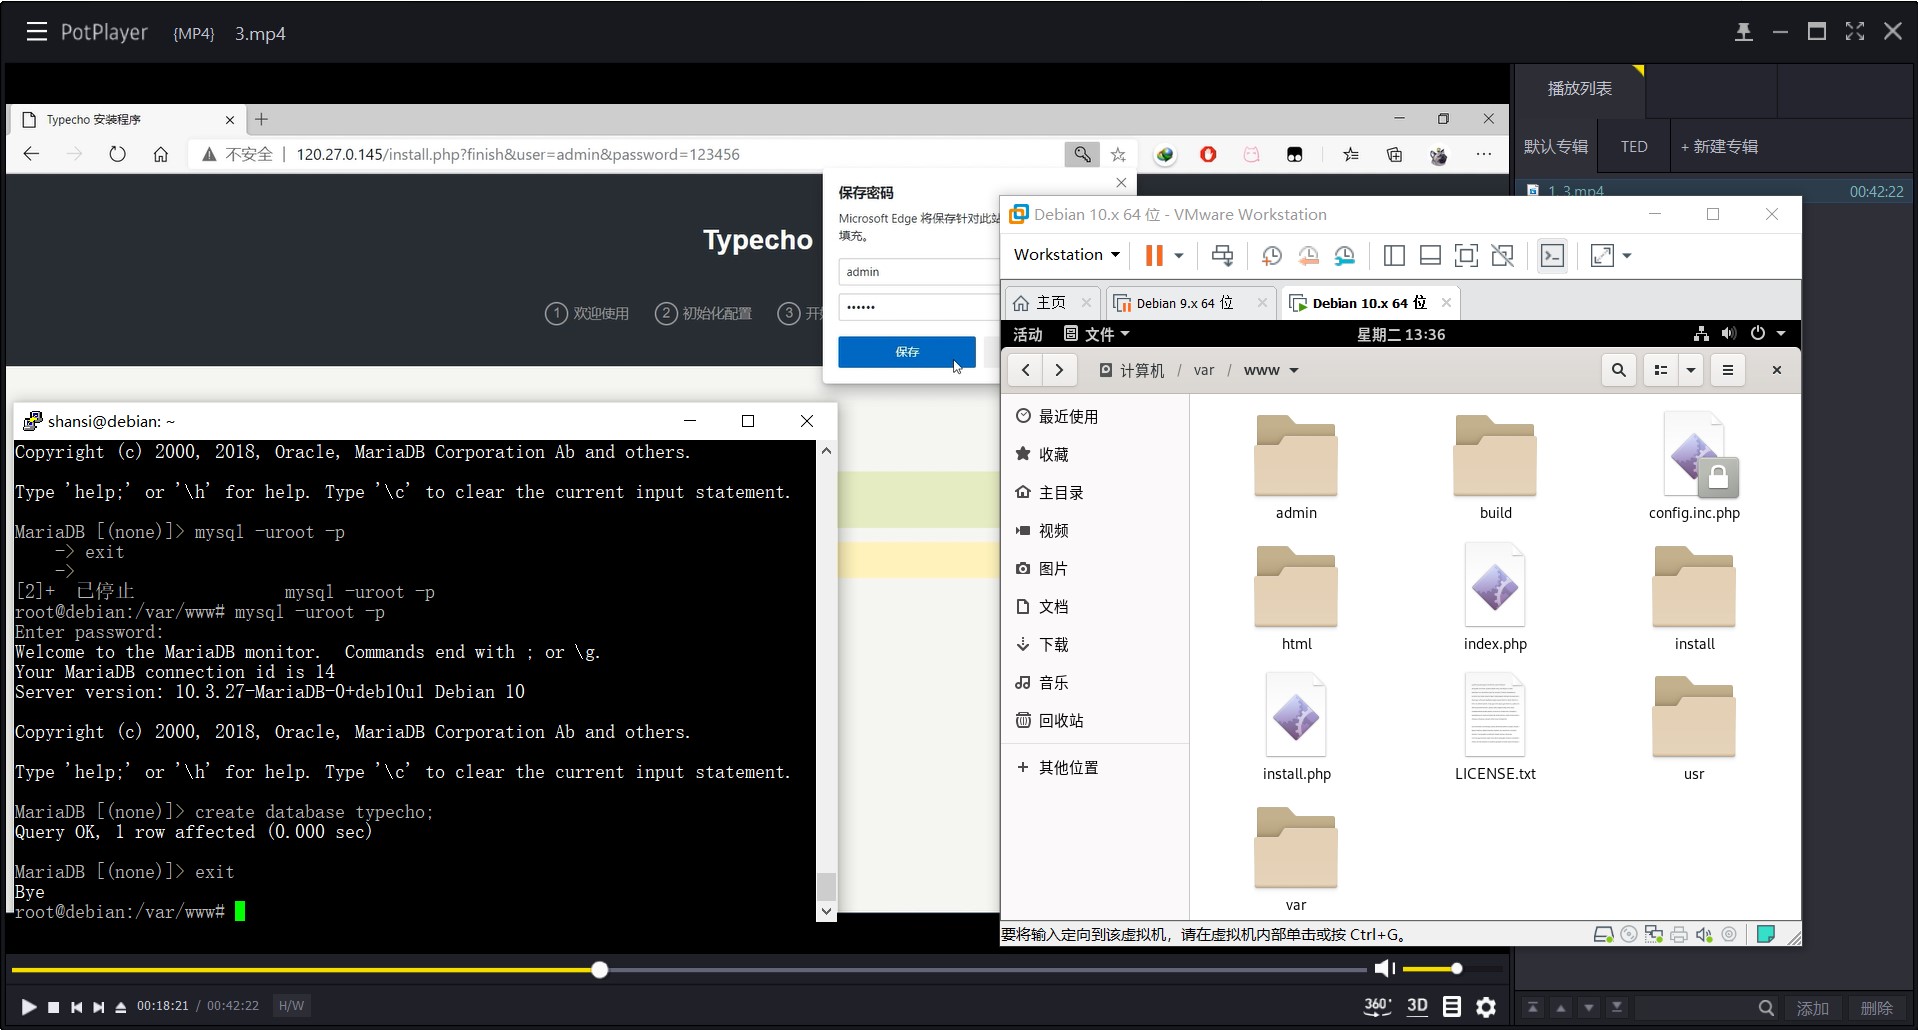 PotPlayer {MP4} 3.mp4
播放列表
默认专辑 TED + 新建专辑
1. 3.mp4 00:42:22
Typecho 安装程序
不安全 | 120.27.0.145/install.php?finish&user=admin&password=123456
保存密码
Microsoft Edge 将保存针对此站
填充。
admin
••••••
保存
Typecho
1 欢迎使用 2 初始化配置 3 开
shansi@debian: ~
Copyright (c) 2000, 2018, Oracle, MariaDB Corporation Ab and others.
Type 'help;' or '\h' for help. Type '\c' to clear the current input statement.
MariaDB [(none)]> mysql -uroot -p
-> exit
->
[2]+ 已停止 mysql -uroot -p
root@debian:/var/www# mysql -uroot -p
Enter password:
Welcome to the MariaDB monitor. Commands end with ; or \g.
Your MariaDB connection id is 14
Server version: 10.3.27-MariaDB-0+deb10u1 Debian 10
Copyright (c) 2000, 2018, Oracle, MariaDB Corporation Ab and others.
Type 'help;' or '\h' for help. Type '\c' to clear the current input statement.
MariaDB [(none)]> create database typecho;
Query OK, 1 row affected (0.000 sec)
MariaDB [(none)]> exit
Bye
root@debian:/var/www#
Debian 10.x 64 位 - VMware Workstation
Workstation
主页 Debian 9.x 64 位 Debian 10.x 64 位
活动 文件 星期二 13:36
计算机 / var / www
最近使用
收藏
主目录
视频
图片
文档
下载
音乐
回收站
+ 其他位置
admin build config.inc.php
html index.php install
install.php LICENSE.txt usr
var
要将输入定向到该虚拟机，请在虚拟机内部单击或按 Ctrl+G。
00:18:21 / 00:42:22 H/W
360° 3D
添加 删除